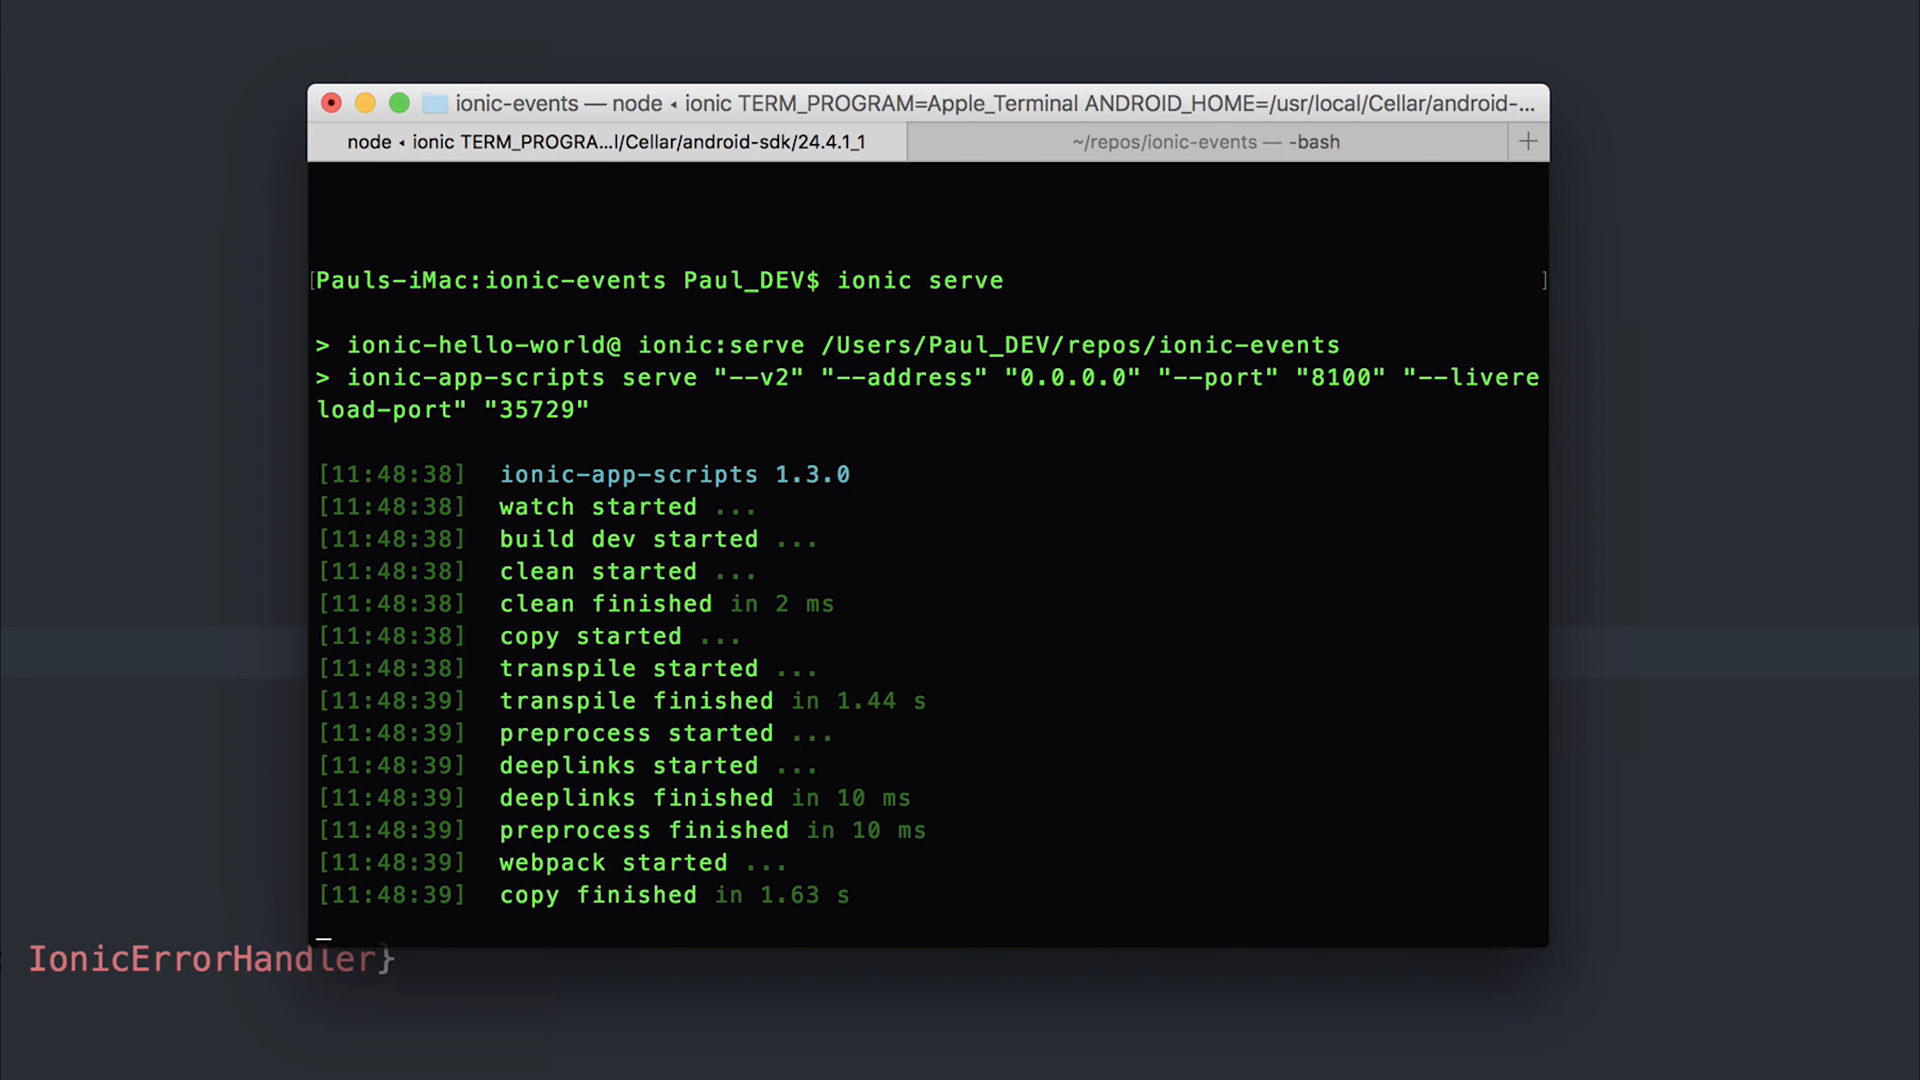 ionic-events — node ◂ ionic TERM_PROGRAM=Apple_Terminal ANDROID_HOME=/usr/local/Cellar/android-...
node ◂ ionic TERM_PROGRA...l/Cellar/android-sdk/24.4.1_1
~/repos/ionic-events — -bash
[Pauls-iMac:ionic-events Paul_DEV$ ionic serve ]
> ionic-hello-world@ ionic:serve /Users/Paul_DEV/repos/ionic-events
> ionic-app-scripts serve "--v2" "--address" "0.0.0.0" "--port" "8100" "--livere
load-port" "35729"
[11:48:38] ionic-app-scripts 1.3.0
[11:48:38] watch started ...
[11:48:38] build dev started ...
[11:48:38] clean started ...
[11:48:38] clean finished in 2 ms
[11:48:38] copy started ...
[11:48:38] transpile started ...
[11:48:39] transpile finished in 1.44 s
[11:48:39] preprocess started ...
[11:48:39] deeplinks started ...
[11:48:39] deeplinks finished in 10 ms
[11:48:39] preprocess finished in 10 ms
[11:48:39] webpack started ...
[11:48:39] copy finished in 1.63 s
IonicErrorHandler}